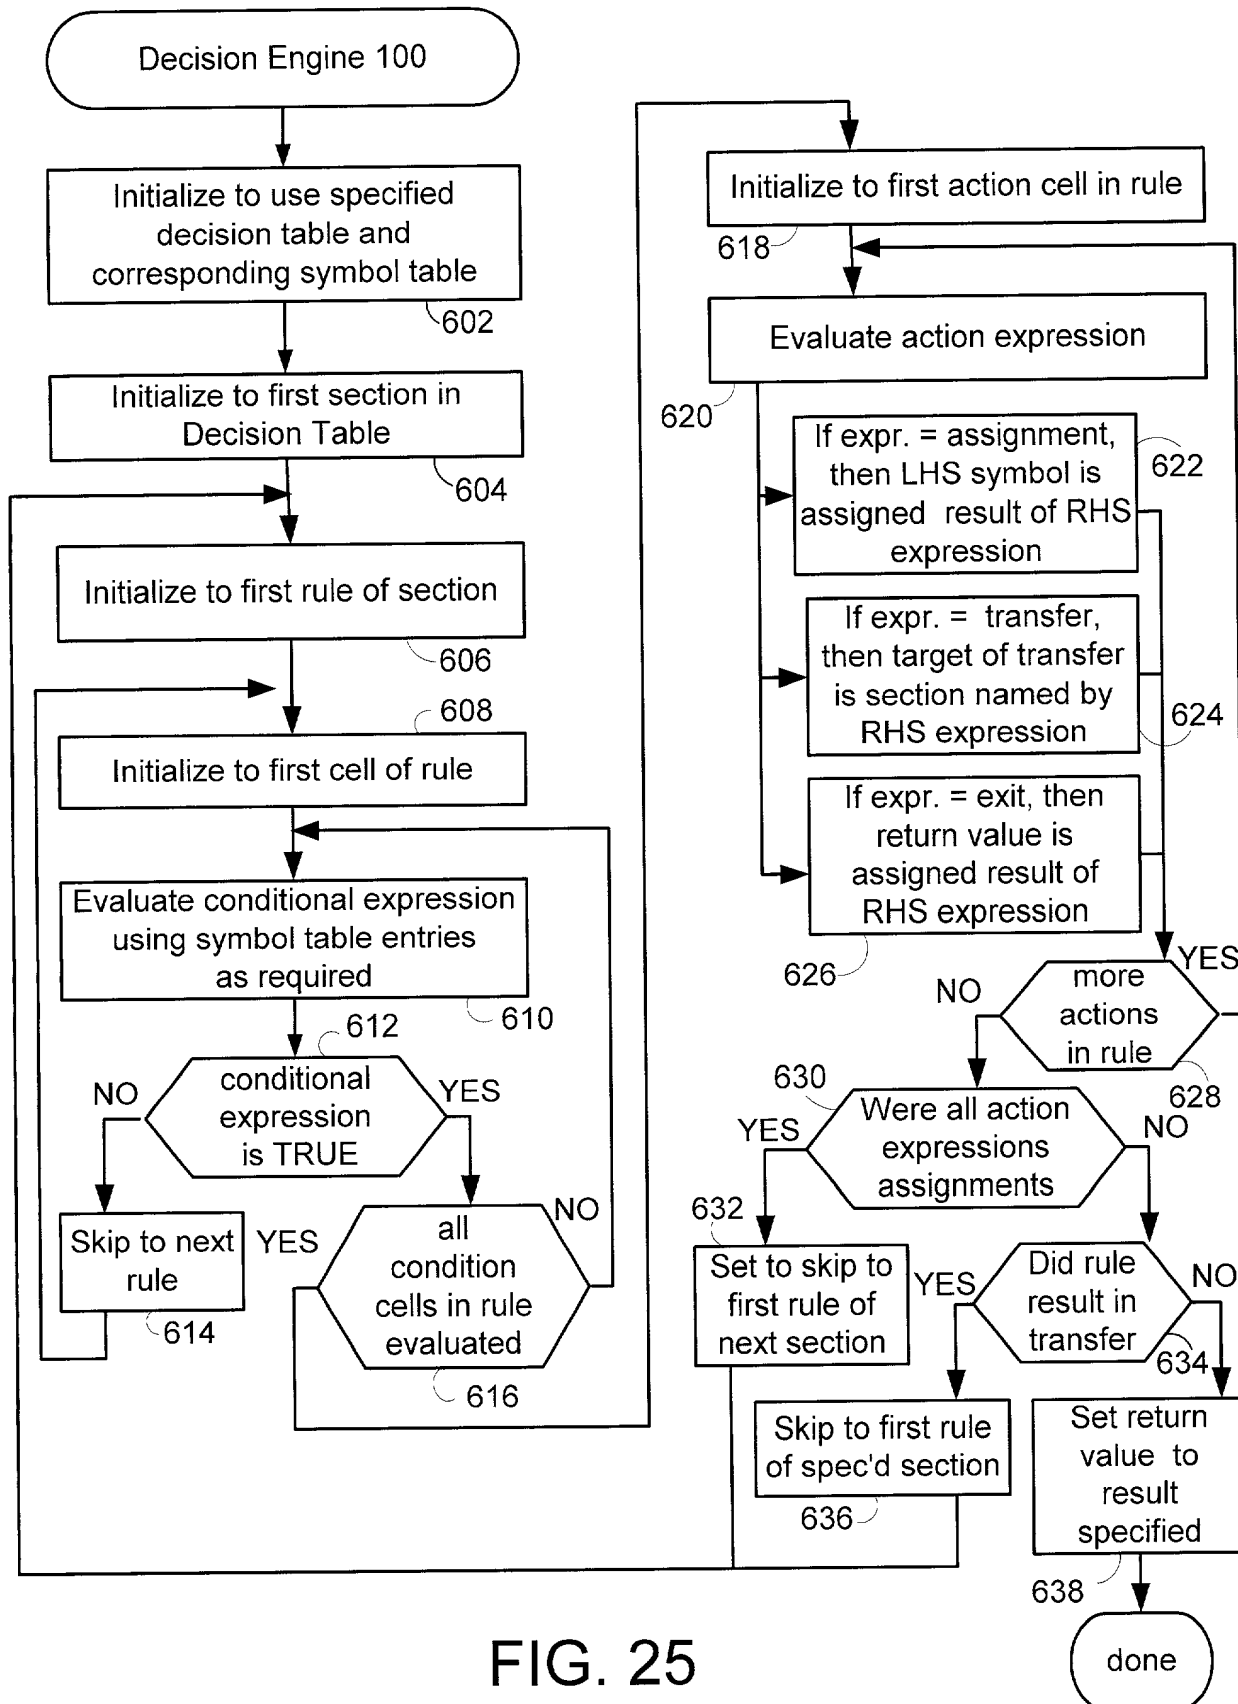 Decision Engine 100
Initialize to use specified
decision table and
corresponding symbol table
602
Initialize to first section in
Decision Table
604
Initialize to first rule of section
606
608
Initialize to first cell of rule
Evaluate conditional expression
using symbol table entries
as required
610
612
conditional
expression
is TRUE
NO
YES
Skip to next
rule
614
YES
NO
all
condition
cells in rule
evaluated
616
Initialize to first action cell in rule
618
Evaluate action expression
620
If expr. = assignment,
then LHS symbol is
assigned result of RHS
expression
622
If expr. = transfer,
then target of transfer
is section named by
RHS expression
624
If expr. = exit, then
return value is
assigned result of
RHS expression
626
YES
NO
more
actions
in rule
628
630
Were all action
expressions
assignments
YES
NO
632
Set to skip to
first rule of
next section
YES
NO
Did rule
result in
transfer
634
Skip to first rule
of spec'd section
636
Set return
value to
result
specified
638
done
FIG. 25